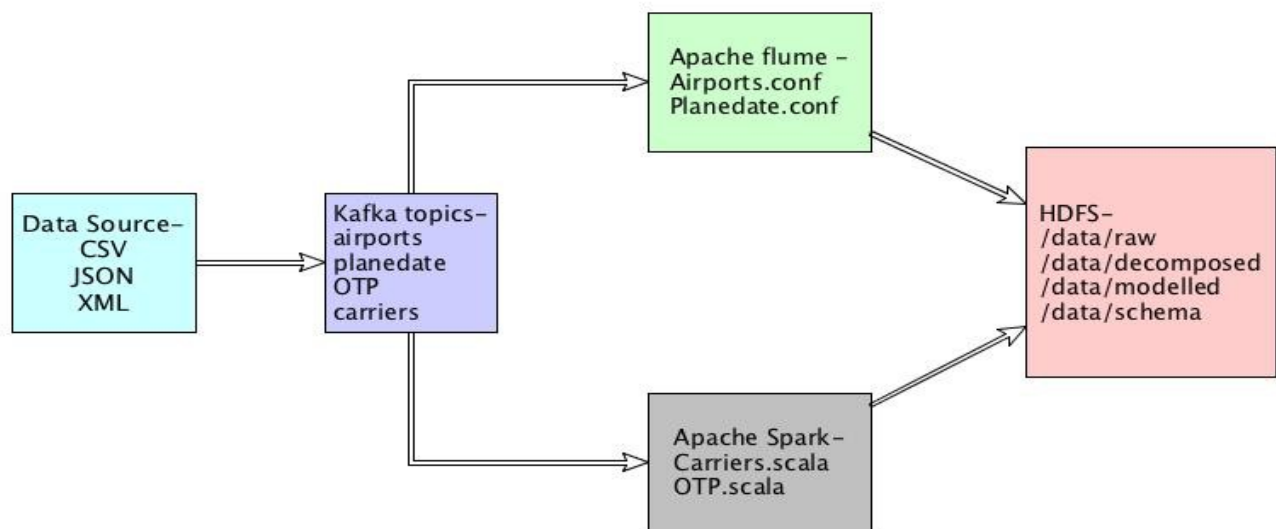 Data Source–
CSV
JSON
XML
Kafka topics–
airports
planedate
OTP
carriers
Apache flume –
Airports.conf
Planedate.conf
Apache Spark–
Carriers.scala
OTP.scala
HDFS–
/data/raw
/data/decomposed
/data/modelled
/data/schema